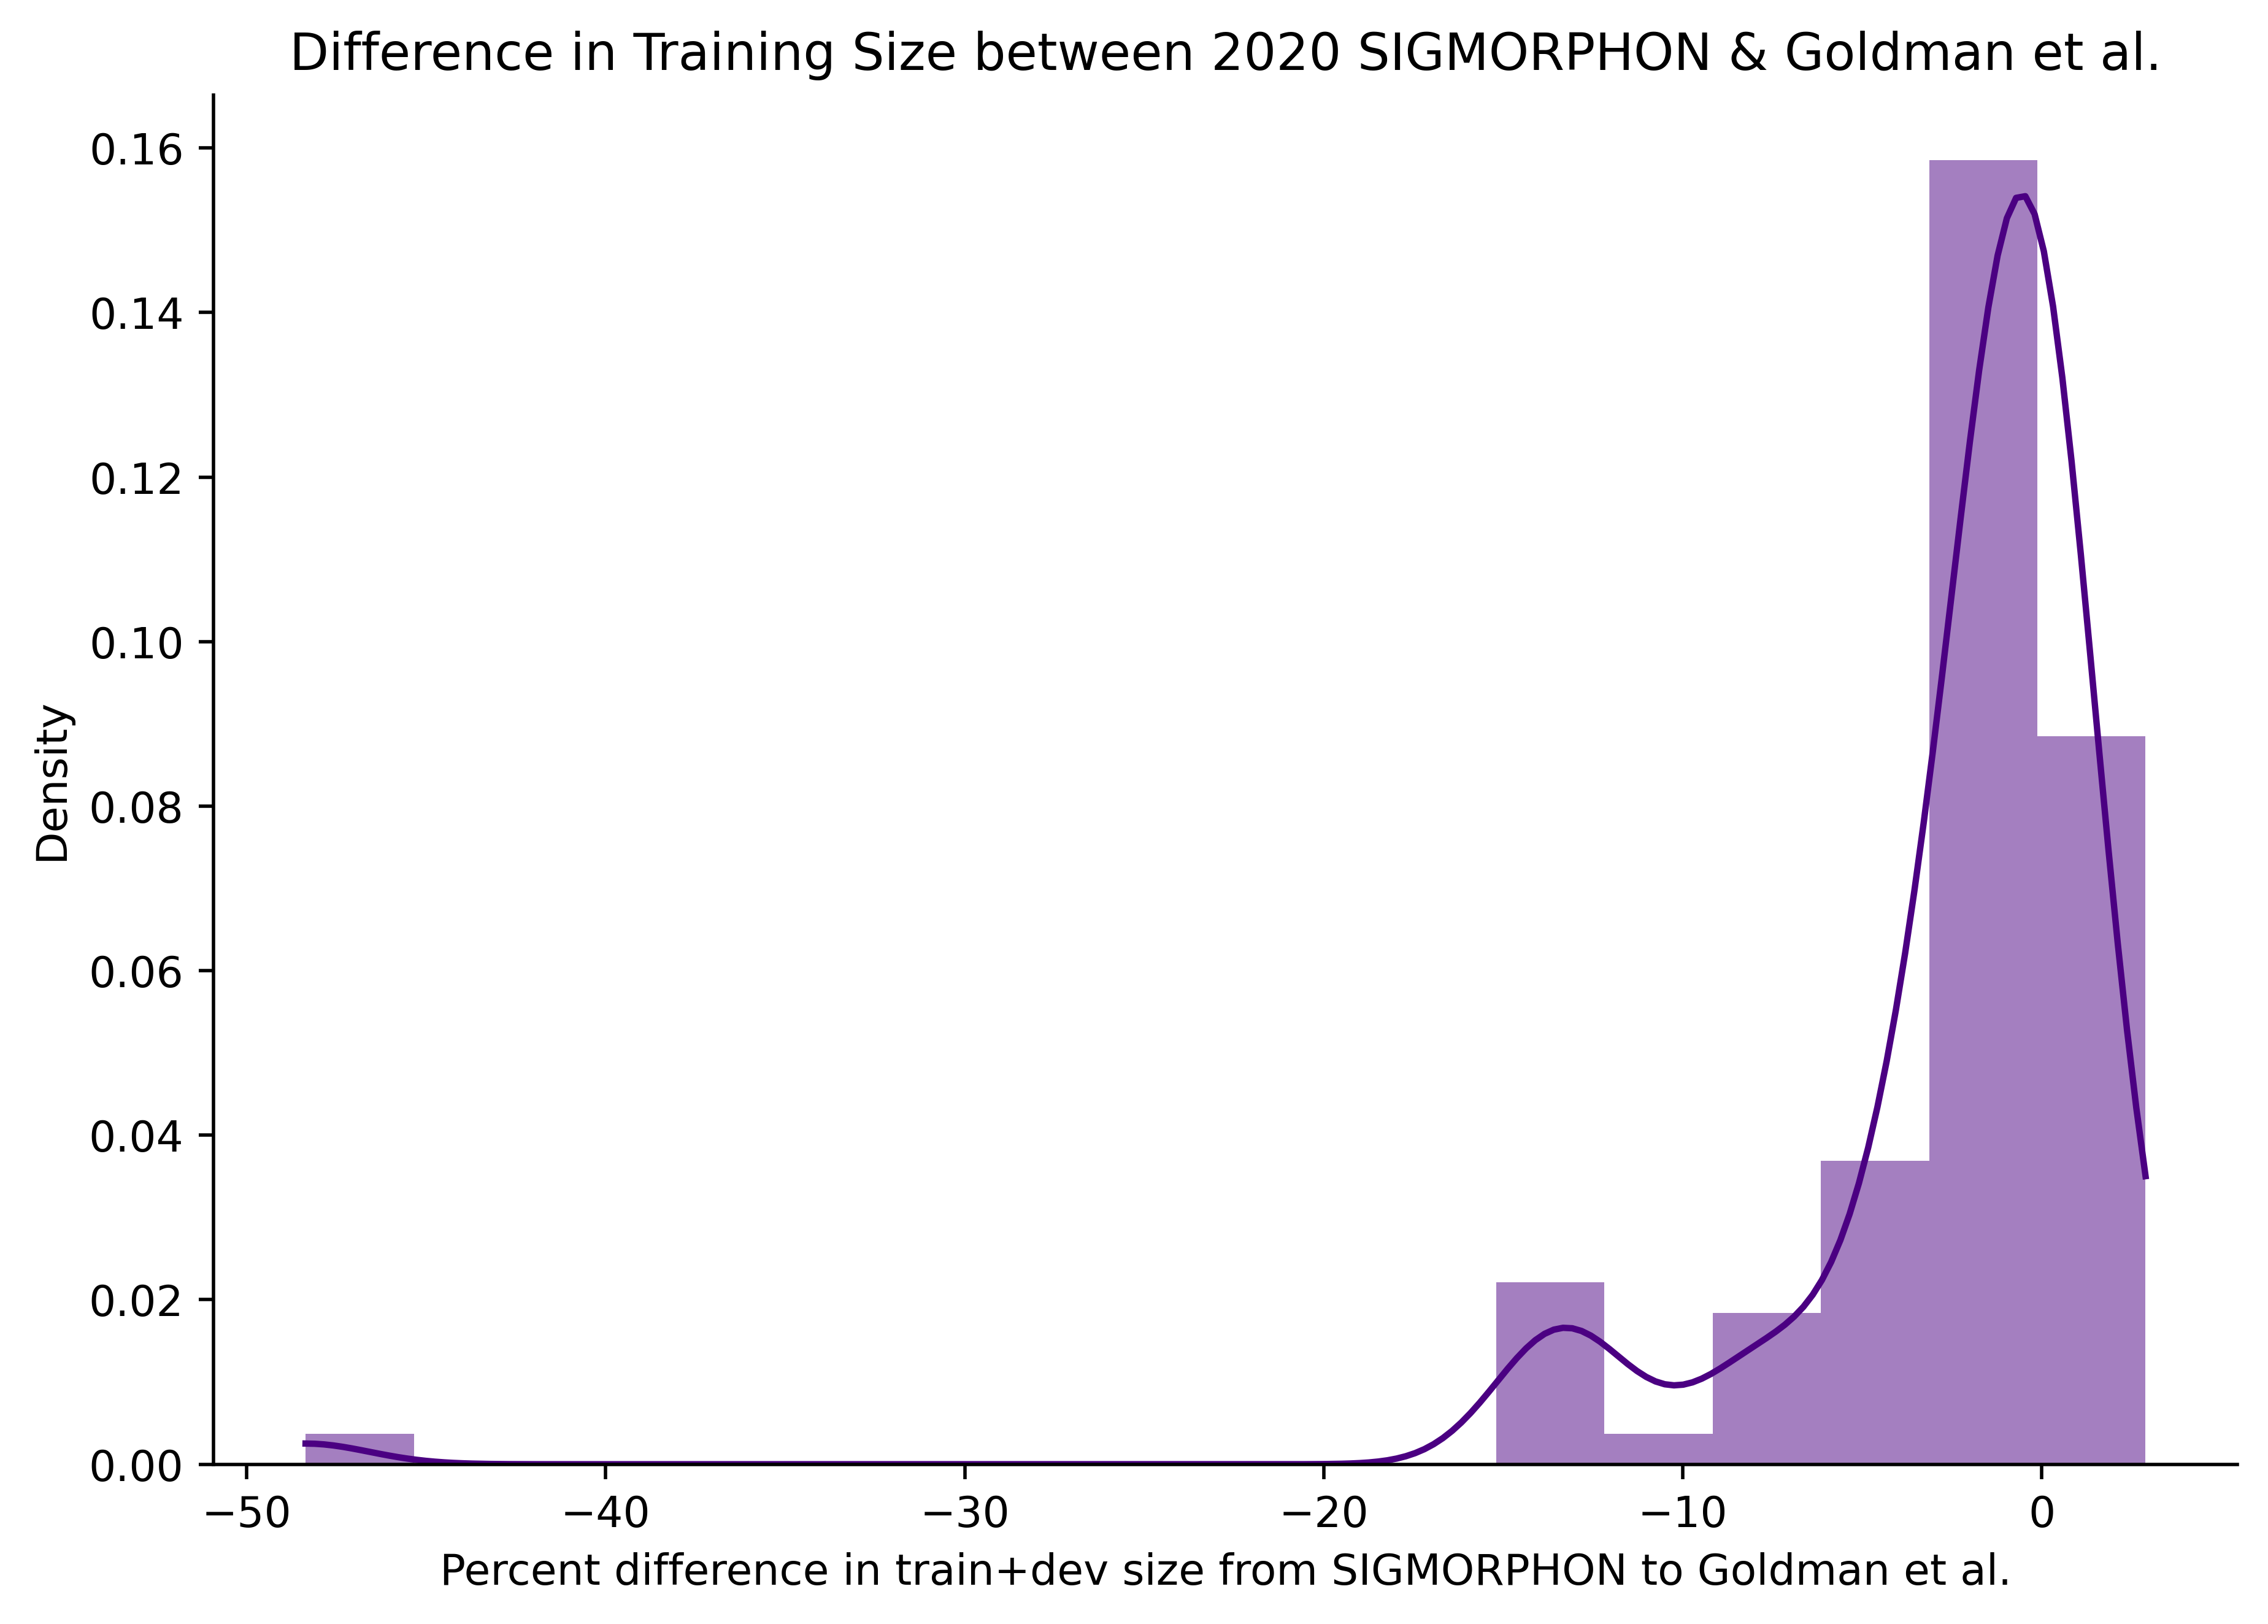 Difference in Training Size between 2020 SIGMORPHON & Goldman et al.
0.16
0.14
0.12
0.10
0.08
0.06
0.04
0.02
0.00
Density
−50 −40 −30 −20 −10 0
Percent difference in train+dev size from SIGMORPHON to Goldman et al.